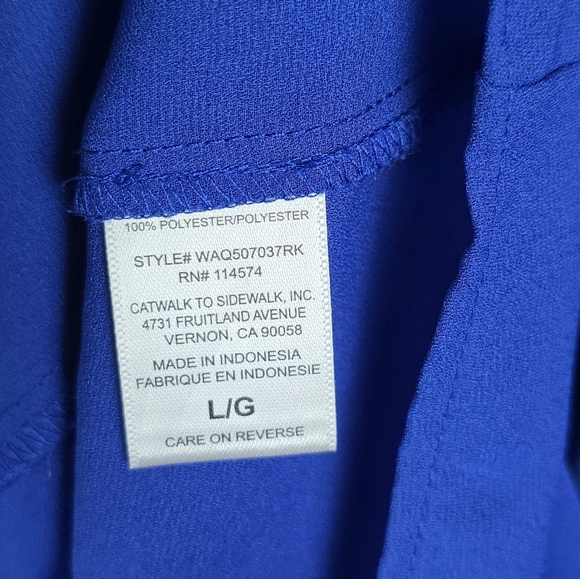 100% POLYESTER/POLYESTER
STYLE# WAQ507037RK
RN# 114574
CATWALK TO SIDEWALK, INC.
4731 FRUITLAND AVENUE
VERNON, CA 90058
MADE IN INDONESIA
FABRIQUE EN INDONESIE
L/G
CARE ON REVERSE